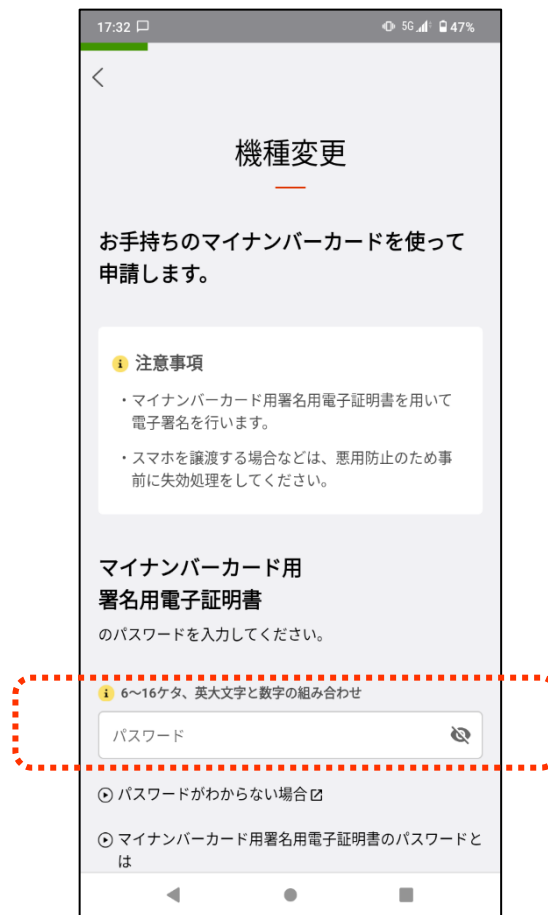 17:32 5G 47%
機種変更
お手持ちのマイナンバーカードを使って
申請します。
注意事項
・マイナンバーカード用署名用電子証明書を用いて
電子署名を行います。
・スマホを譲渡する場合などは、悪用防止のため事
前に失効処理をしてください。
マイナンバーカード用
署名用電子証明書
のパスワードを入力してください。
6〜16ケタ、英大文字と数字の組み合わせ
パスワード
パスワードがわからない場合
マイナンバーカード用署名用電子証明書のパスワードと
は